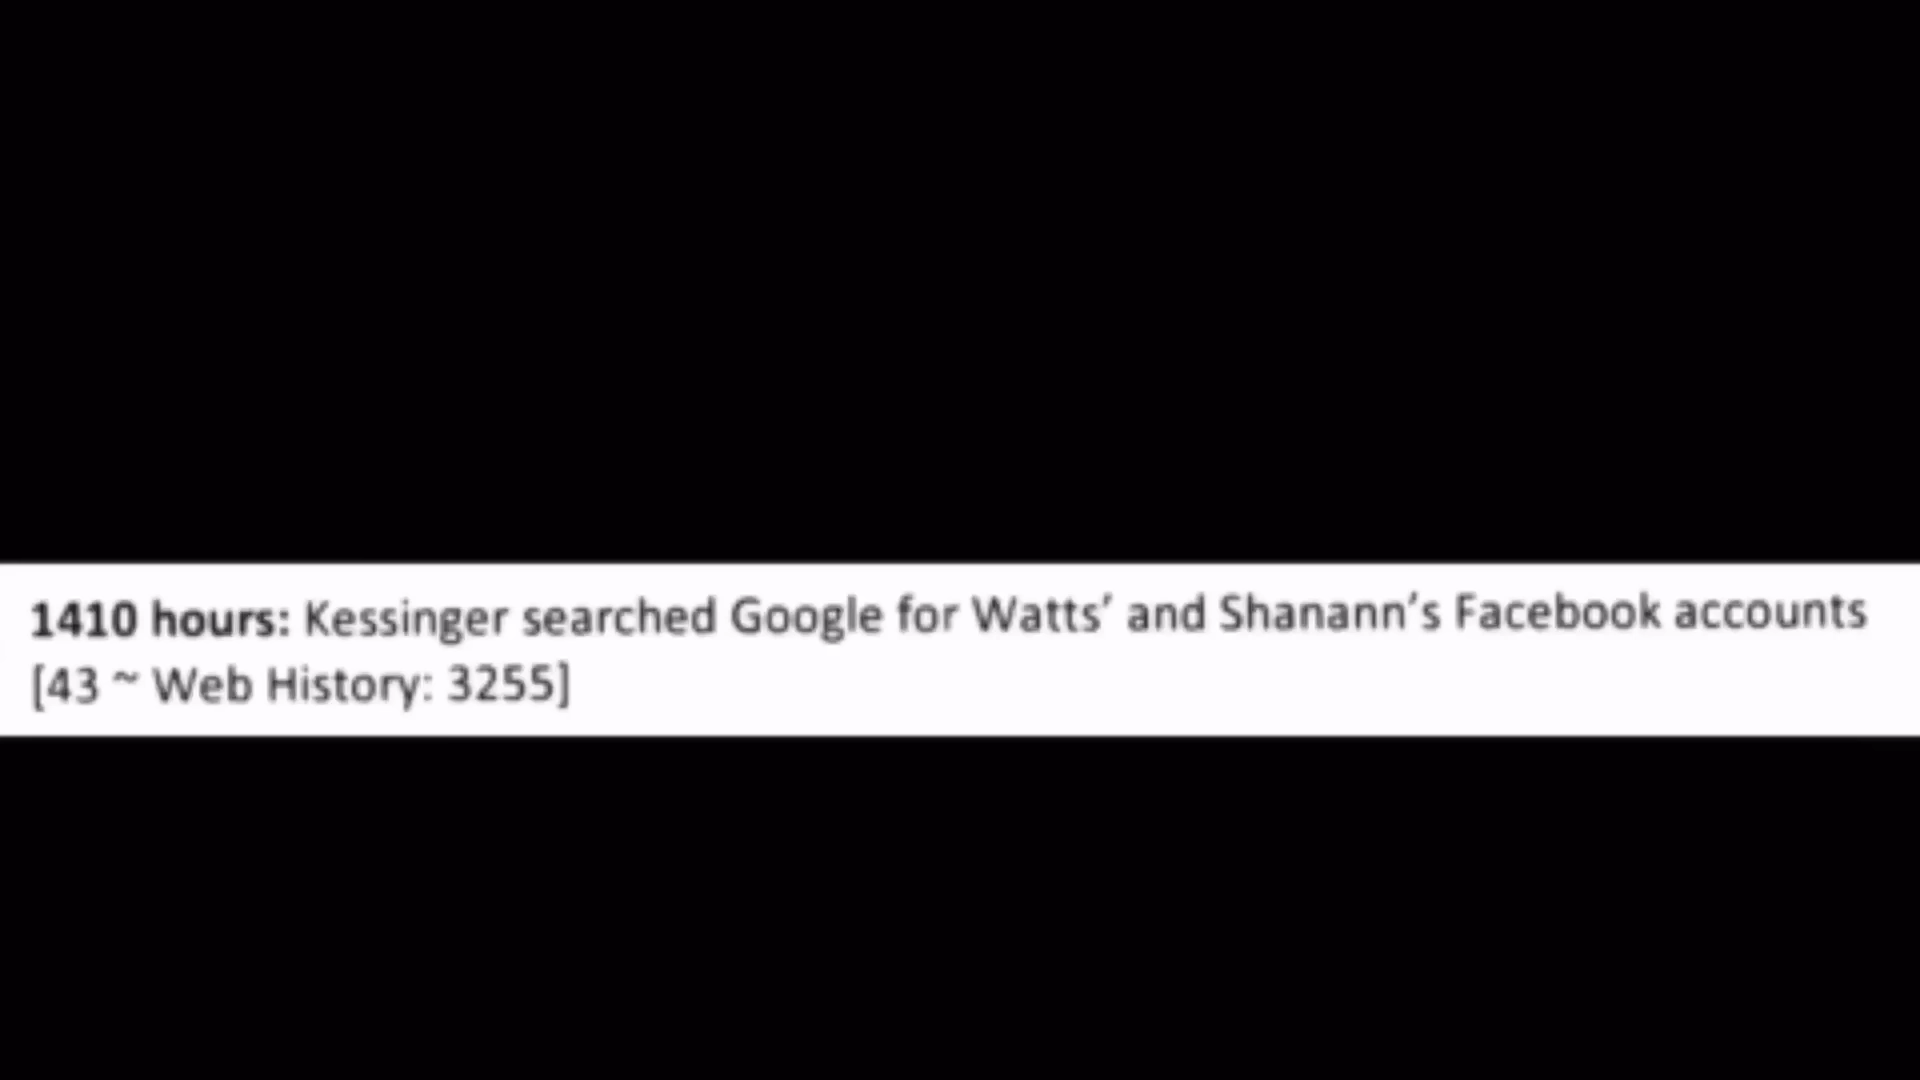 1410 hours: Kessinger searched Google for Watts’ and Shanann’s Facebook accounts
[43 ~ Web History: 3255]